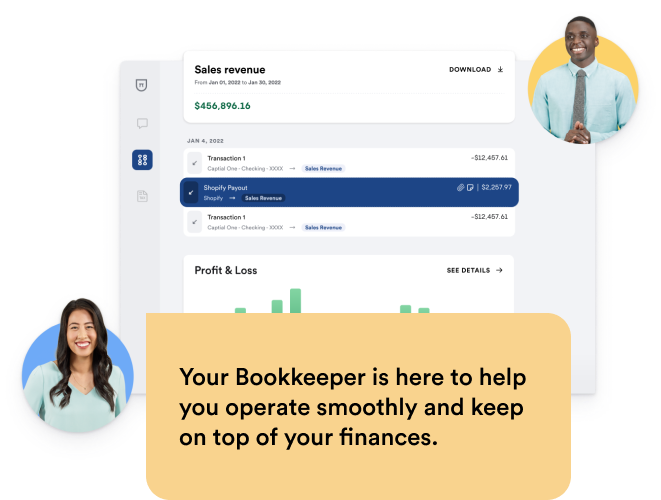 Sales revenue
DOWNLOAD
From Jan 01, 2022 to Jan 30, 2022
$456,896.16
JAN 4, 2022
Transaction 1
−$12,457.61
Captial One - Checking - XXXX → Sales Revenue
Shopify Payout
| $2,257.97
Shopify → Sales Revenue
Transaction 1
−$12,457.61
Captial One - Checking - XXXX → Sales Revenue
Profit & Loss
SEE DETAILS →
Your Bookkeeper is here to help
you operate smoothly and keep
on top of your finances.